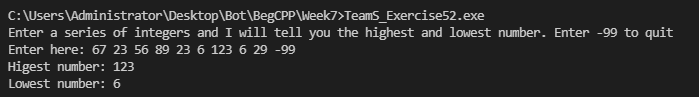 C:\Users\Administrator\Desktop\Bot\BegCPP\Week7>TeamS_Exercise52.exe
Enter a series of integers and I will tell you the highest and lowest number. Enter -99 to quit
Enter here: 67 23 56 89 23 6 123 6 29 -99
Higest number: 123
Lowest number: 6